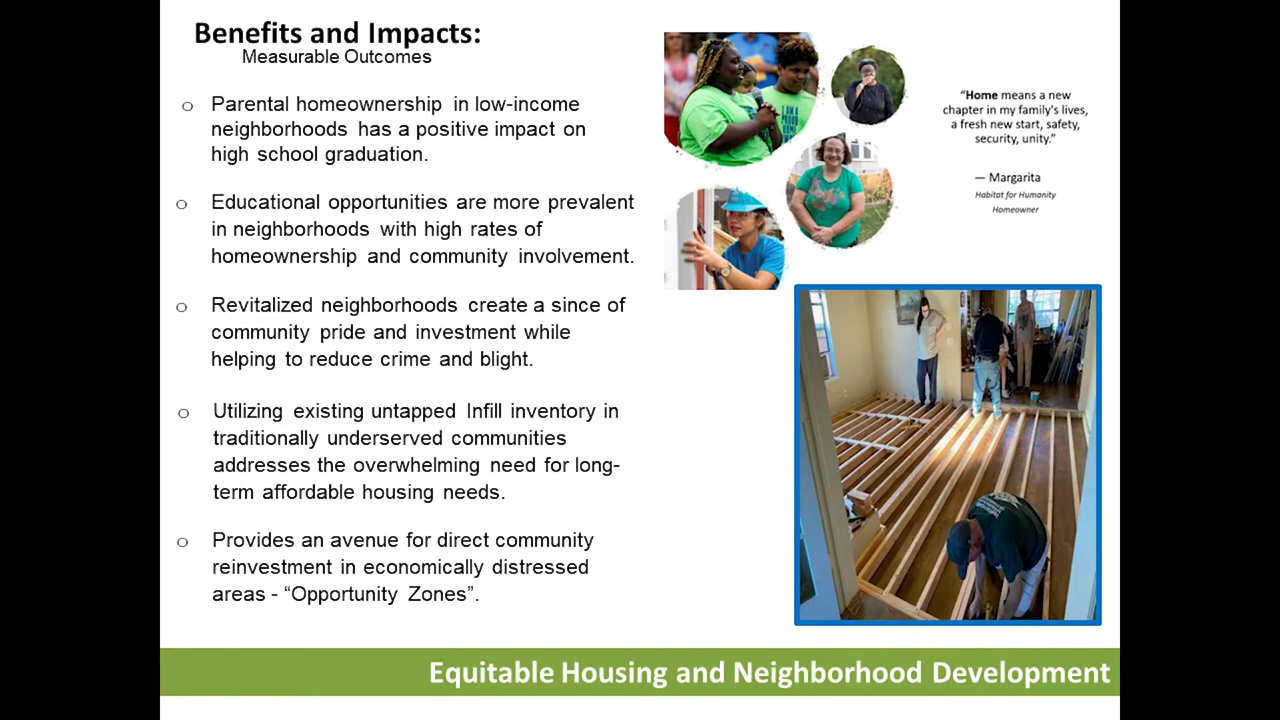 Benefits and Impacts:
Measurable Outcomes
o Parental homeownership in low-income
neighborhoods has a positive impact on
high school graduation.
o Educational opportunities are more prevalent
in neighborhoods with high rates of
homeownership and community involvement.
o Revitalized neighborhoods create a since of
community pride and investment while
helping to reduce crime and blight.
o Utilizing existing untapped Infill inventory in
traditionally underserved communities
addresses the overwhelming need for long-
term affordable housing needs.
o Provides an avenue for direct community
reinvestment in economically distressed
areas - “Opportunity Zones”.
“Home means a new
chapter in my family's lives,
a fresh new start, safety,
security, unity.”
— Margarita
Habitat for Humanity
Homeowner
Equitable Housing and Neighborhood Development